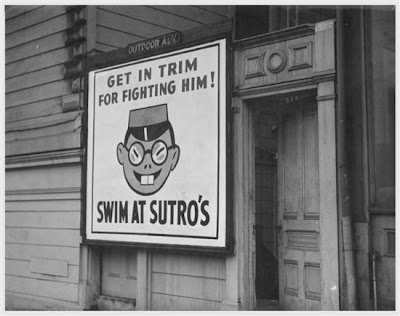 OUTDOOR ADV.
GET IN TRIM
FOR FIGHTING HIM!
SWIM AT SUTRO'S